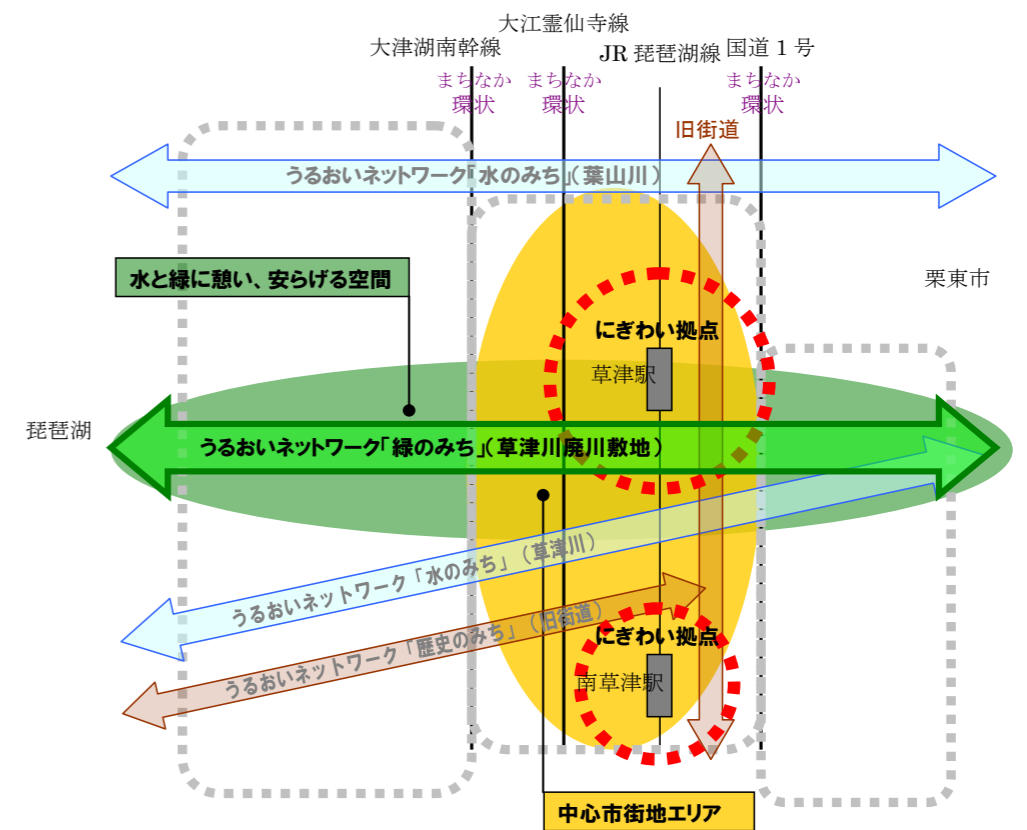 大江霊仙寺線
大津湖南幹線
JR 琵琶湖線
国道 1 号
まちなか
環状
まちなか
環状
まちなか
環状
旧街道
うるおいネットワーク「水のみち」(葉山川)
水と緑に憩い、安らげる空間
栗東市
にぎわい拠点
草津駅
琵琶湖
うるおいネットワーク「緑のみち」(草津川廃川敷地)
うるおいネットワーク「水のみち」(草津川)
うるおいネットワーク「歴史のみち」(旧街道)
にぎわい拠点
南草津駅
中心市街地エリア